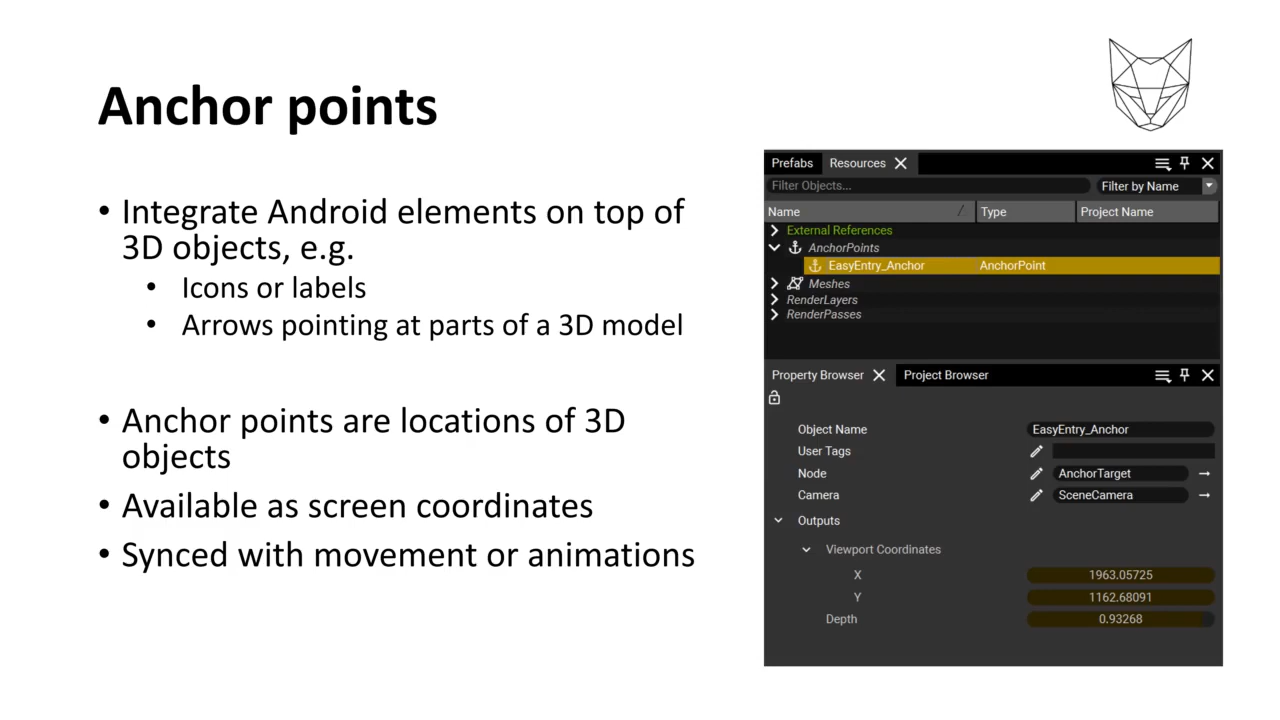 Anchor points
• Integrate Android elements on top of
3D objects, e.g.
• Icons or labels
• Arrows pointing at parts of a 3D model
• Anchor points are locations of 3D
objects
• Available as screen coordinates
• Synced with movement or animations
Prefabs Resources
Filter Objects... Filter by Name
Name Type Project Name
External References
AnchorPoints
EasyEntry_Anchor AnchorPoint
Meshes
RenderLayers
RenderPasses
Property Browser Project Browser
Object Name EasyEntry_Anchor
User Tags
Node AnchorTarget
Camera SceneCamera
Outputs
Viewport Coordinates
X 1963.05725
Y 1162.68091
Depth 0.93268